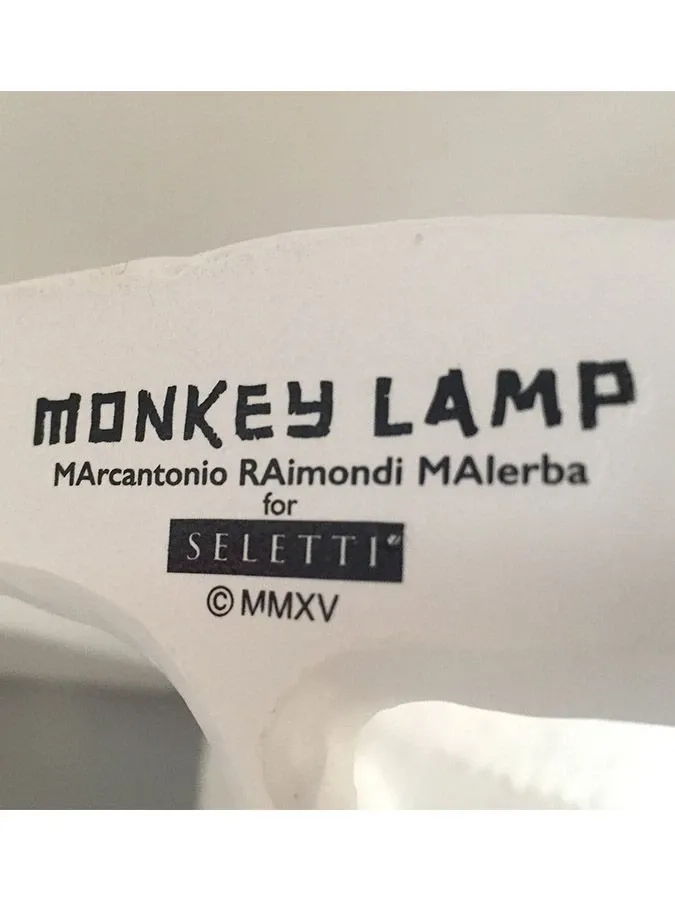 MONKEY LAMP
MArcantonio RAimondi MAlerba
for
SELETTI
©MMXV